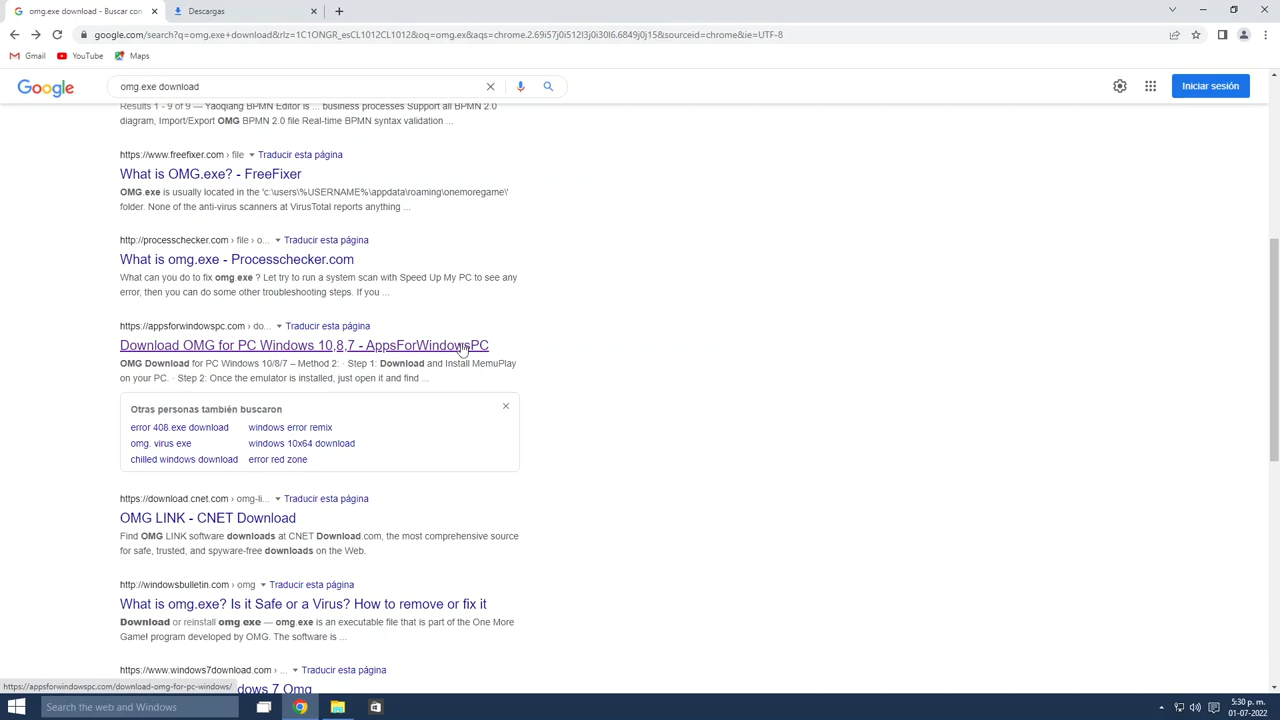 omg.exe download - Buscar con
Descargas
google.com/search?q=omg.exe+download&rlz=1C1ONGR_esCL1012CL1012&oq=omg.ex&aqs=chrome.2.69i57j0i512l3j0i30l6.6849j0j15&sourceid=chrome&ie=UTF-8
Gmail YouTube Maps
Google
omg.exe download
Iniciar sesión
Results 1 - 9 of 9 — Yaoqiang BPMN Editor is ... business processes Support all BPMN 2.0
diagram, Import/Export OMG BPMN 2.0 file Real-time BPMN syntax validation ...
https://www.freefixer.com › file Traducir esta página
What is OMG.exe? - FreeFixer
OMG.exe is usually located in the 'c:\users\%USERNAME%\appdata\roaming\onemoregame\'
folder. None of the anti-virus scanners at VirusTotal reports anything ...
http://processchecker.com › file › o... Traducir esta página
What is omg.exe - Processchecker.com
What can you do to fix omg.exe ? Let try to run a system scan with Speed Up My PC to see any
error, then you can do some other troubleshooting steps. If you ...
https://appsforwindowspc.com › do... Traducir esta página
Download OMG for PC Windows 10,8,7 - AppsForWindowsPC
OMG Download for PC Windows 10/8/7 – Method 2: · Step 1: Download and Install MemuPlay
on your PC. · Step 2: Once the emulator is installed, just open it and find ...
Otras personas también buscaron
error 408.exe download windows error remix
omg. virus exe windows 10x64 download
chilled windows download error red zone
https://download.cnet.com › omg-li... Traducir esta página
OMG LINK - CNET Download
Find OMG LINK software downloads at CNET Download.com, the most comprehensive source
for safe, trusted, and spyware-free downloads on the Web.
http://windowsbulletin.com › omg Traducir esta página
What is omg.exe? Is it Safe or a Virus? How to remove or fix it
Download or reinstall omg exe — omg.exe is an executable file that is part of the One More
Game! program developed by OMG. The software is ...
https://www.windows7download.com › ... Traducir esta página
https://appsforwindowspc.com/download-omg-for-pc-windows/
dows 7 Omg
Search the web and Windows
5:30 p. m.
01-07-2022